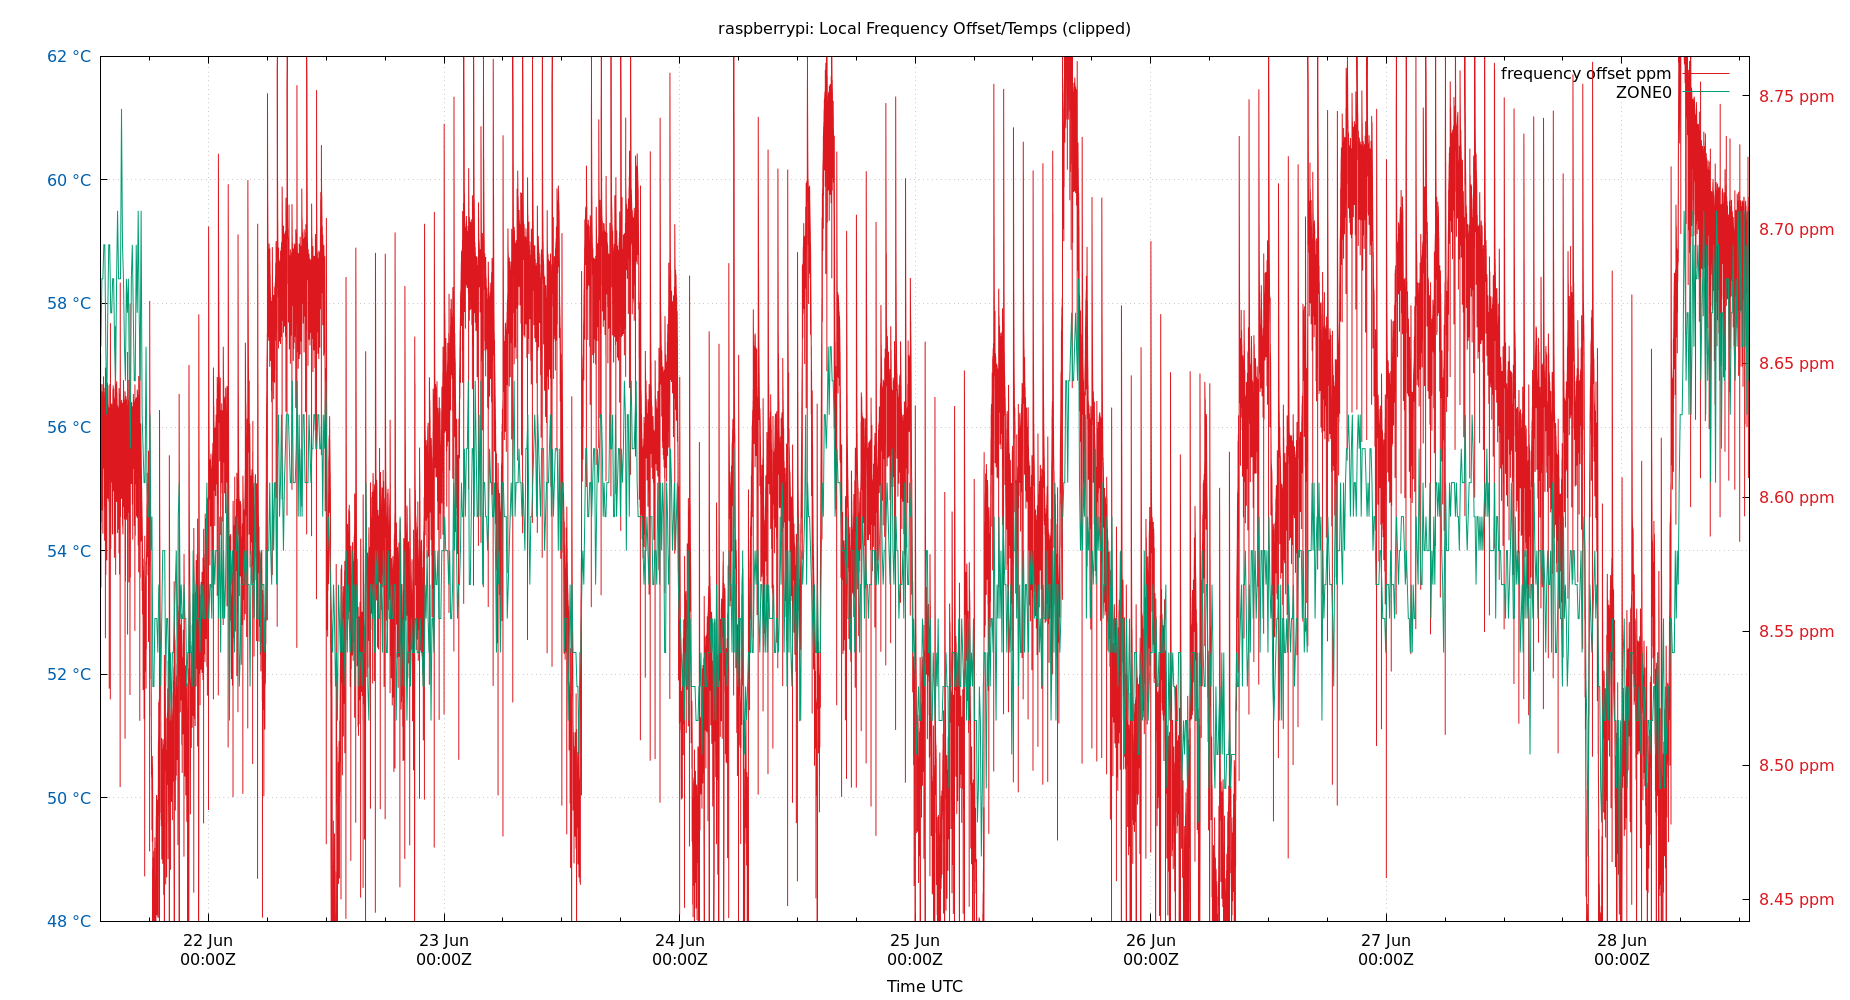 raspberrypi: Local Frequency Offset/Temps (clipped)
62 °C
60 °C
58 °C
56 °C
54 °C
52 °C
50 °C
48 °C
frequency offset ppm
ZONE0
8.75 ppm
8.70 ppm
8.65 ppm
8.60 ppm
8.55 ppm
8.50 ppm
8.45 ppm
22 Jun 23 Jun 24 Jun 25 Jun 26 Jun 27 Jun 28 Jun
00:00Z 00:00Z 00:00Z 00:00Z 00:00Z 00:00Z 00:00Z
Time UTC